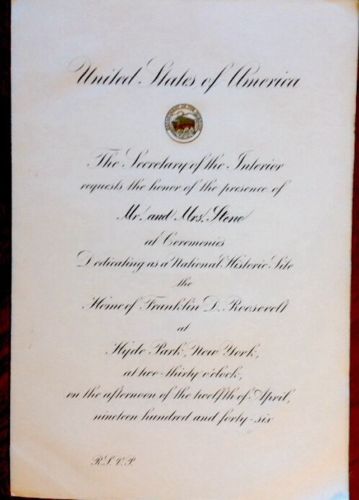 United States of America
The Secretary of the Interior
requests the honor of the presence of
Mr. and Mrs. Stone
at Ceremonies
Dedicating as a National Historic Site
the
Home of Franklin D. Roosevelt
at
Hyde Park, New York,
at two-thirty o'clock,
on the afternoon of the twelfth of April,
nineteen hundred and forty-six
R.S.V.P.